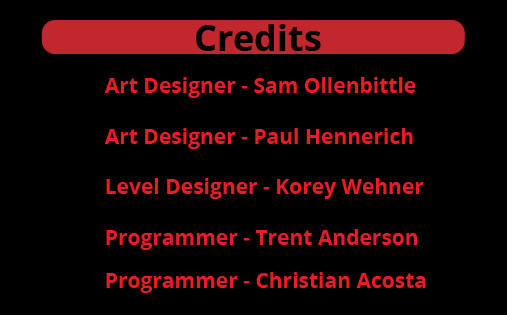 Credits
Art Designer - Sam Ollenbittle
Art Designer - Paul Hennerich
Level Designer - Korey Wehner
Programmer - Trent Anderson
Programmer - Christian Acosta